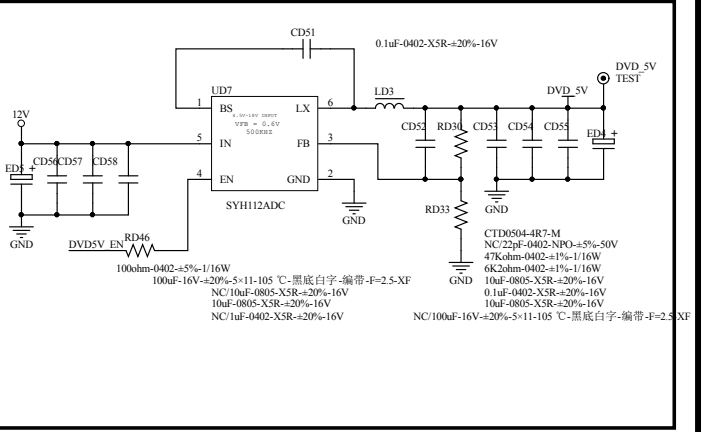 CD51
0.1uF-0402-X5R-±20%-16V
DVD_5V
TEST
UD7
LD3
DVD_5V
1
BS
LX
6
4.5V-18V INPUT
VFB = 0.6V
500KHZ
12V
5
IN
FB
3
CD52
RD30
CD53
CD54
CD55
ED4
+
ED5
+
CD56
CD57
CD58
4
EN
GND
2
SYH112ADC
GND
RD33
GND
GND
DVD5V_EN
RD46
GND
100ohm-0402-±5%-1/16W
100uF-16V-±20%-5×11-105 ℃-黑底白字-编带-F=2.5-XF
NC/10uF-0805-X5R-±20%-16V
10uF-0805-X5R-±20%-16V
NC/1uF-0402-X5R-±20%-16V
CTD0504-4R7-M
NC/22pF-0402-NPO-±5%-50V
47Kohm-0402-±1%-1/16W
6K2ohm-0402-±1%-1/16W
10uF-0805-X5R-±20%-16V
0.1uF-0402-X5R-±20%-16V
10uF-0805-X5R-±20%-16V
NC/100uF-16V-±20%-5×11-105 ℃-黑底白字-编带-F=2.5-XF